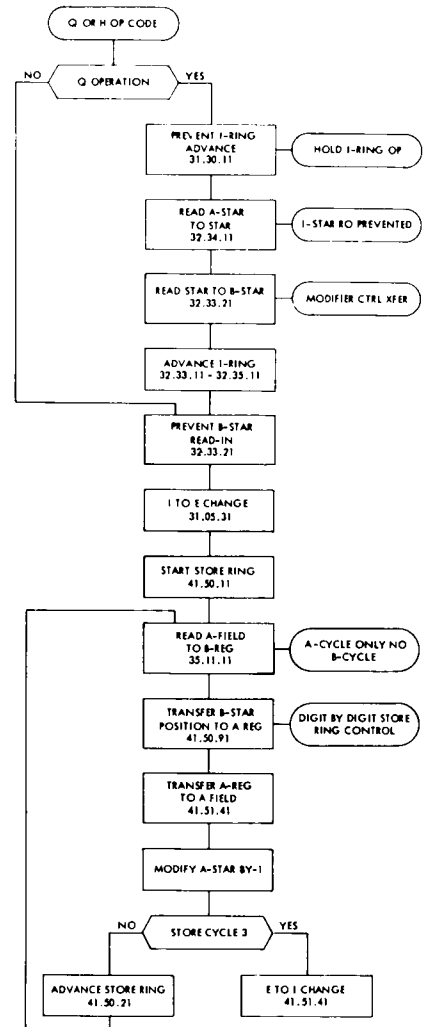 Q OR H OP CODE
NO
Q OPERATION
YES
PREVENT I-RING
ADVANCE
31.30.11
HOLD I-RING OP
READ A-STAR
TO STAR
32.34.11
I-STAR RO PREVENTED
READ STAR TO B-STAR
32.33.21
MODIFIER CTRL XFER
ADVANCE I-RING
32.33.11 - 32.35.11
PREVENT B-STAR
READ-IN
32.33.21
I TO E CHANGE
31.05.31
START STORE RING
41.50.11
READ A-FIELD
TO B-REG
35.11.11
A-CYCLE ONLY NO
B-CYCLE
TRANSFER B-STAR
POSITION TO A REG
41.50.91
DIGIT BY DIGIT STORE
RING CONTROL
TRANSFER A-REG
TO A FIELD
41.51.41
MODIFY A-STAR BY-1
NO
STORE CYCLE 3
YES
ADVANCE STORE RING
41.50.21
E TO I CHANGE
41.51.41